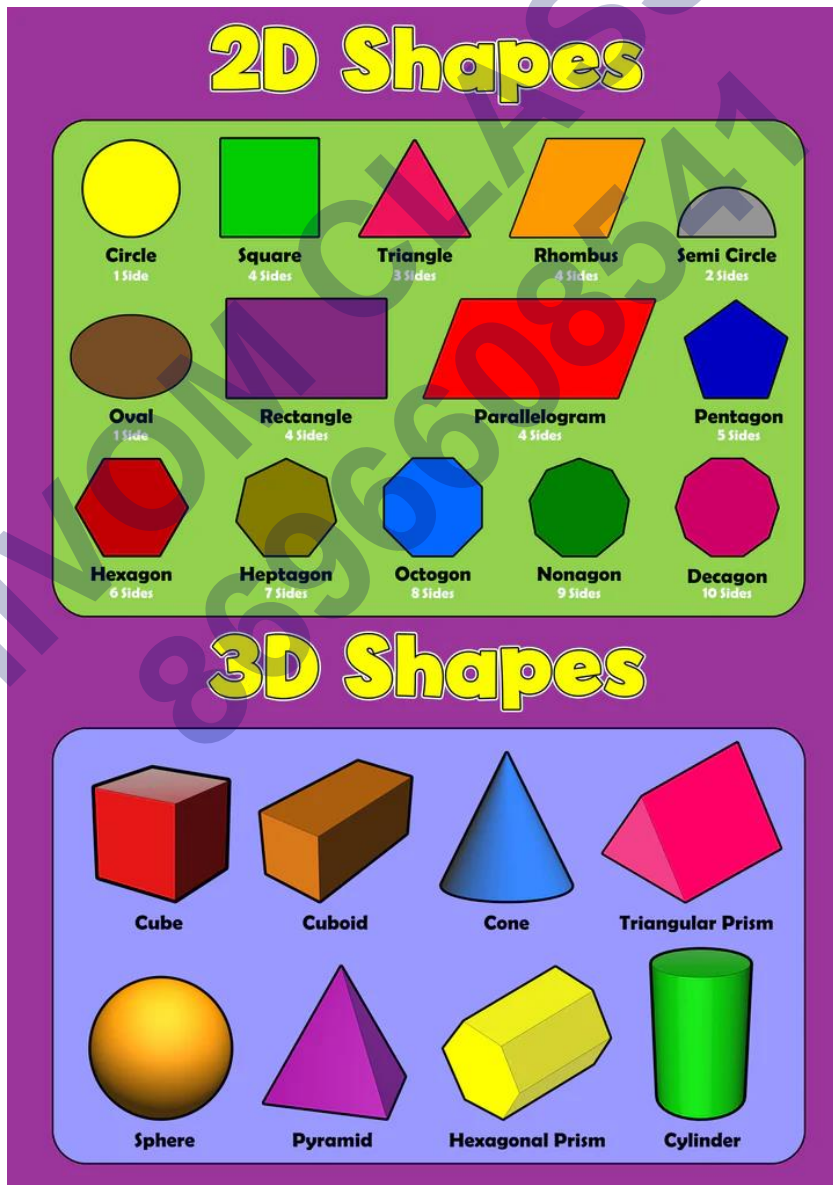 2D Shapes
Circle Square Triangle Rhombus Semi Circle
1 Side 4 Sides 3 Sides 4 Sides 2 Sides
Oval Rectangle Parallelogram Pentagon
1 Side 4 Sides 4 Sides 5 Sides
Hexagon Heptagon Octogon Nonagon Decagon
6 Sides 7 Sides 8 Sides 9 Sides 10 Sides
3D Shapes
Cube Cuboid Cone Triangular Prism
Sphere Pyramid Hexagonal Prism Cylinder
8696608541